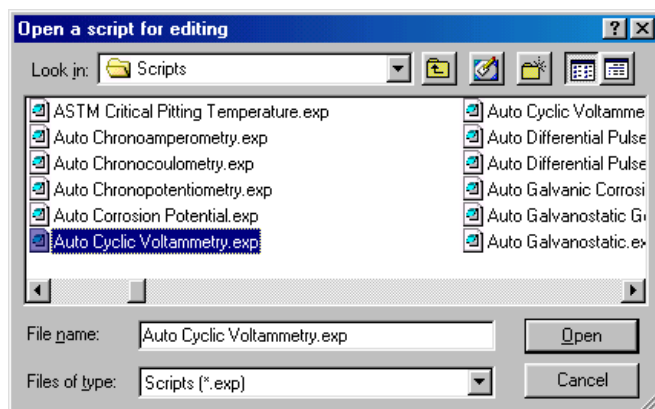 Open a script for editing
Look in: Scripts
ASTM Critical Pitting Temperature.exp
Auto Chronoamperometry.exp
Auto Chronocoulometry.exp
Auto Chronopotentiometry.exp
Auto Corrosion Potential.exp
Auto Cyclic Voltammetry.exp
Auto Cyclic Voltamme
Auto Differential Pulse
Auto Differential Pulse
Auto Galvanic Corrosi
Auto Galvanostatic G
Auto Galvanostatic.ex
File name: Auto Cyclic Voltammetry.exp Open
Files of type: Scripts (*.exp) Cancel